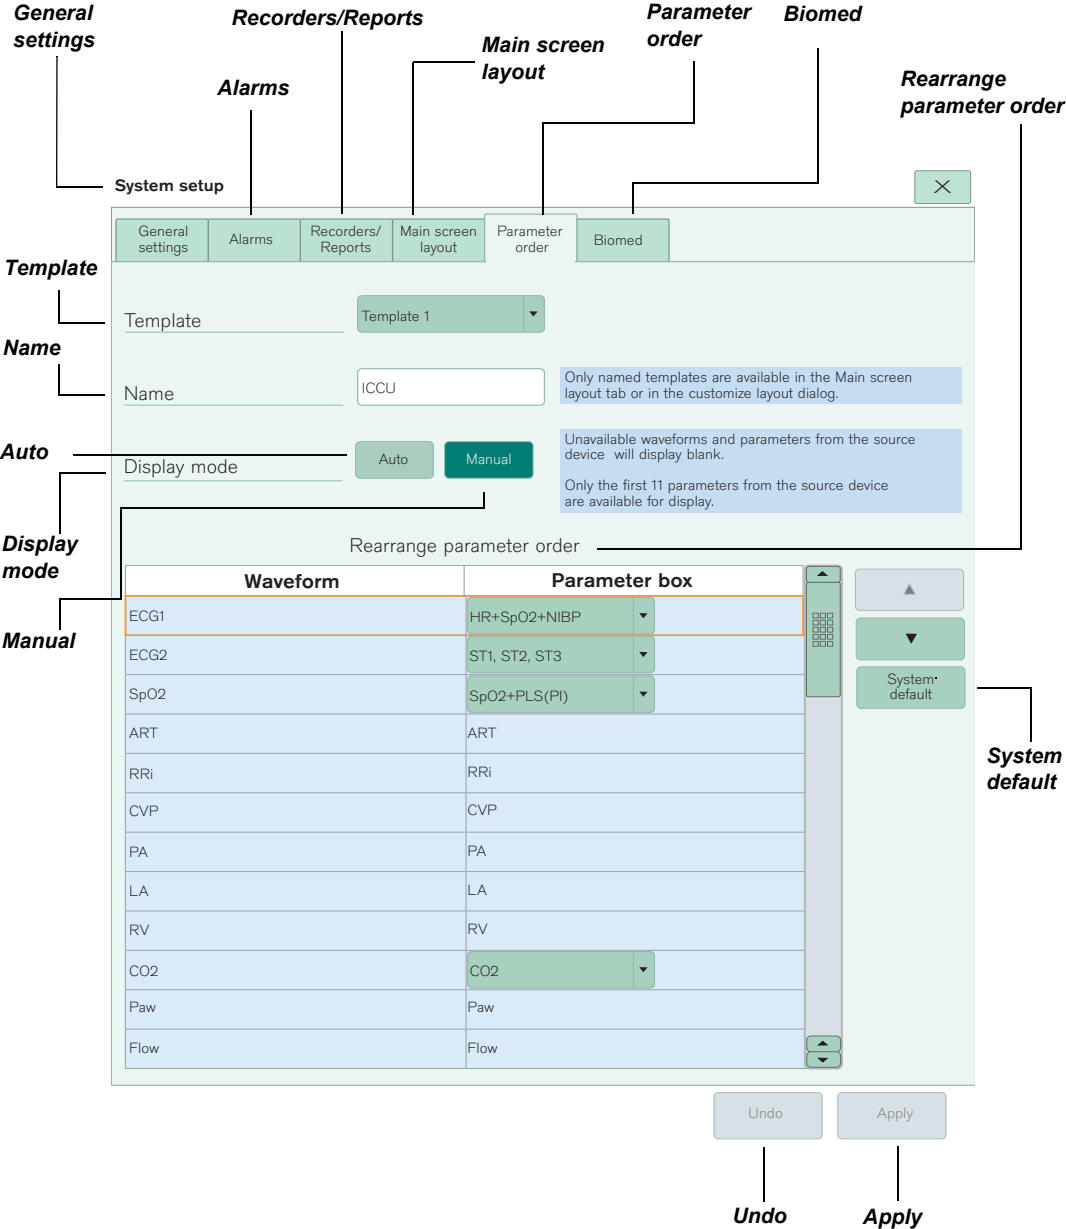 General
settings
Recorders/Reports
Parameter
order
Biomed
Main screen
layout
Alarms
Rearrange
parameter order
System setup
General
settings
Alarms
Recorders/
Reports
Main screen
layout
Parameter
order
Biomed
Template
Template
Template 1
Name
Name
ICCU
Only named templates are available in the Main screen
layout tab or in the customize layout dialog.
Auto
Display mode
Auto
Manual
Unavailable waveforms and parameters from the source
device will display blank.
Only the first 11 parameters from the source device
are available for display.
Display
mode
Manual
Rearrange parameter order
Waveform
Parameter box
ECG1
HR+SpO2+NIBP
ECG2
ST1, ST2, ST3
SpO2
SpO2+PLS(PI)
ART
ART
RRi
RRi
CVP
CVP
PA
PA
LA
LA
RV
RV
CO2
CO2
Paw
Paw
Flow
Flow
System
default
System
default
Undo
Apply
Undo
Apply